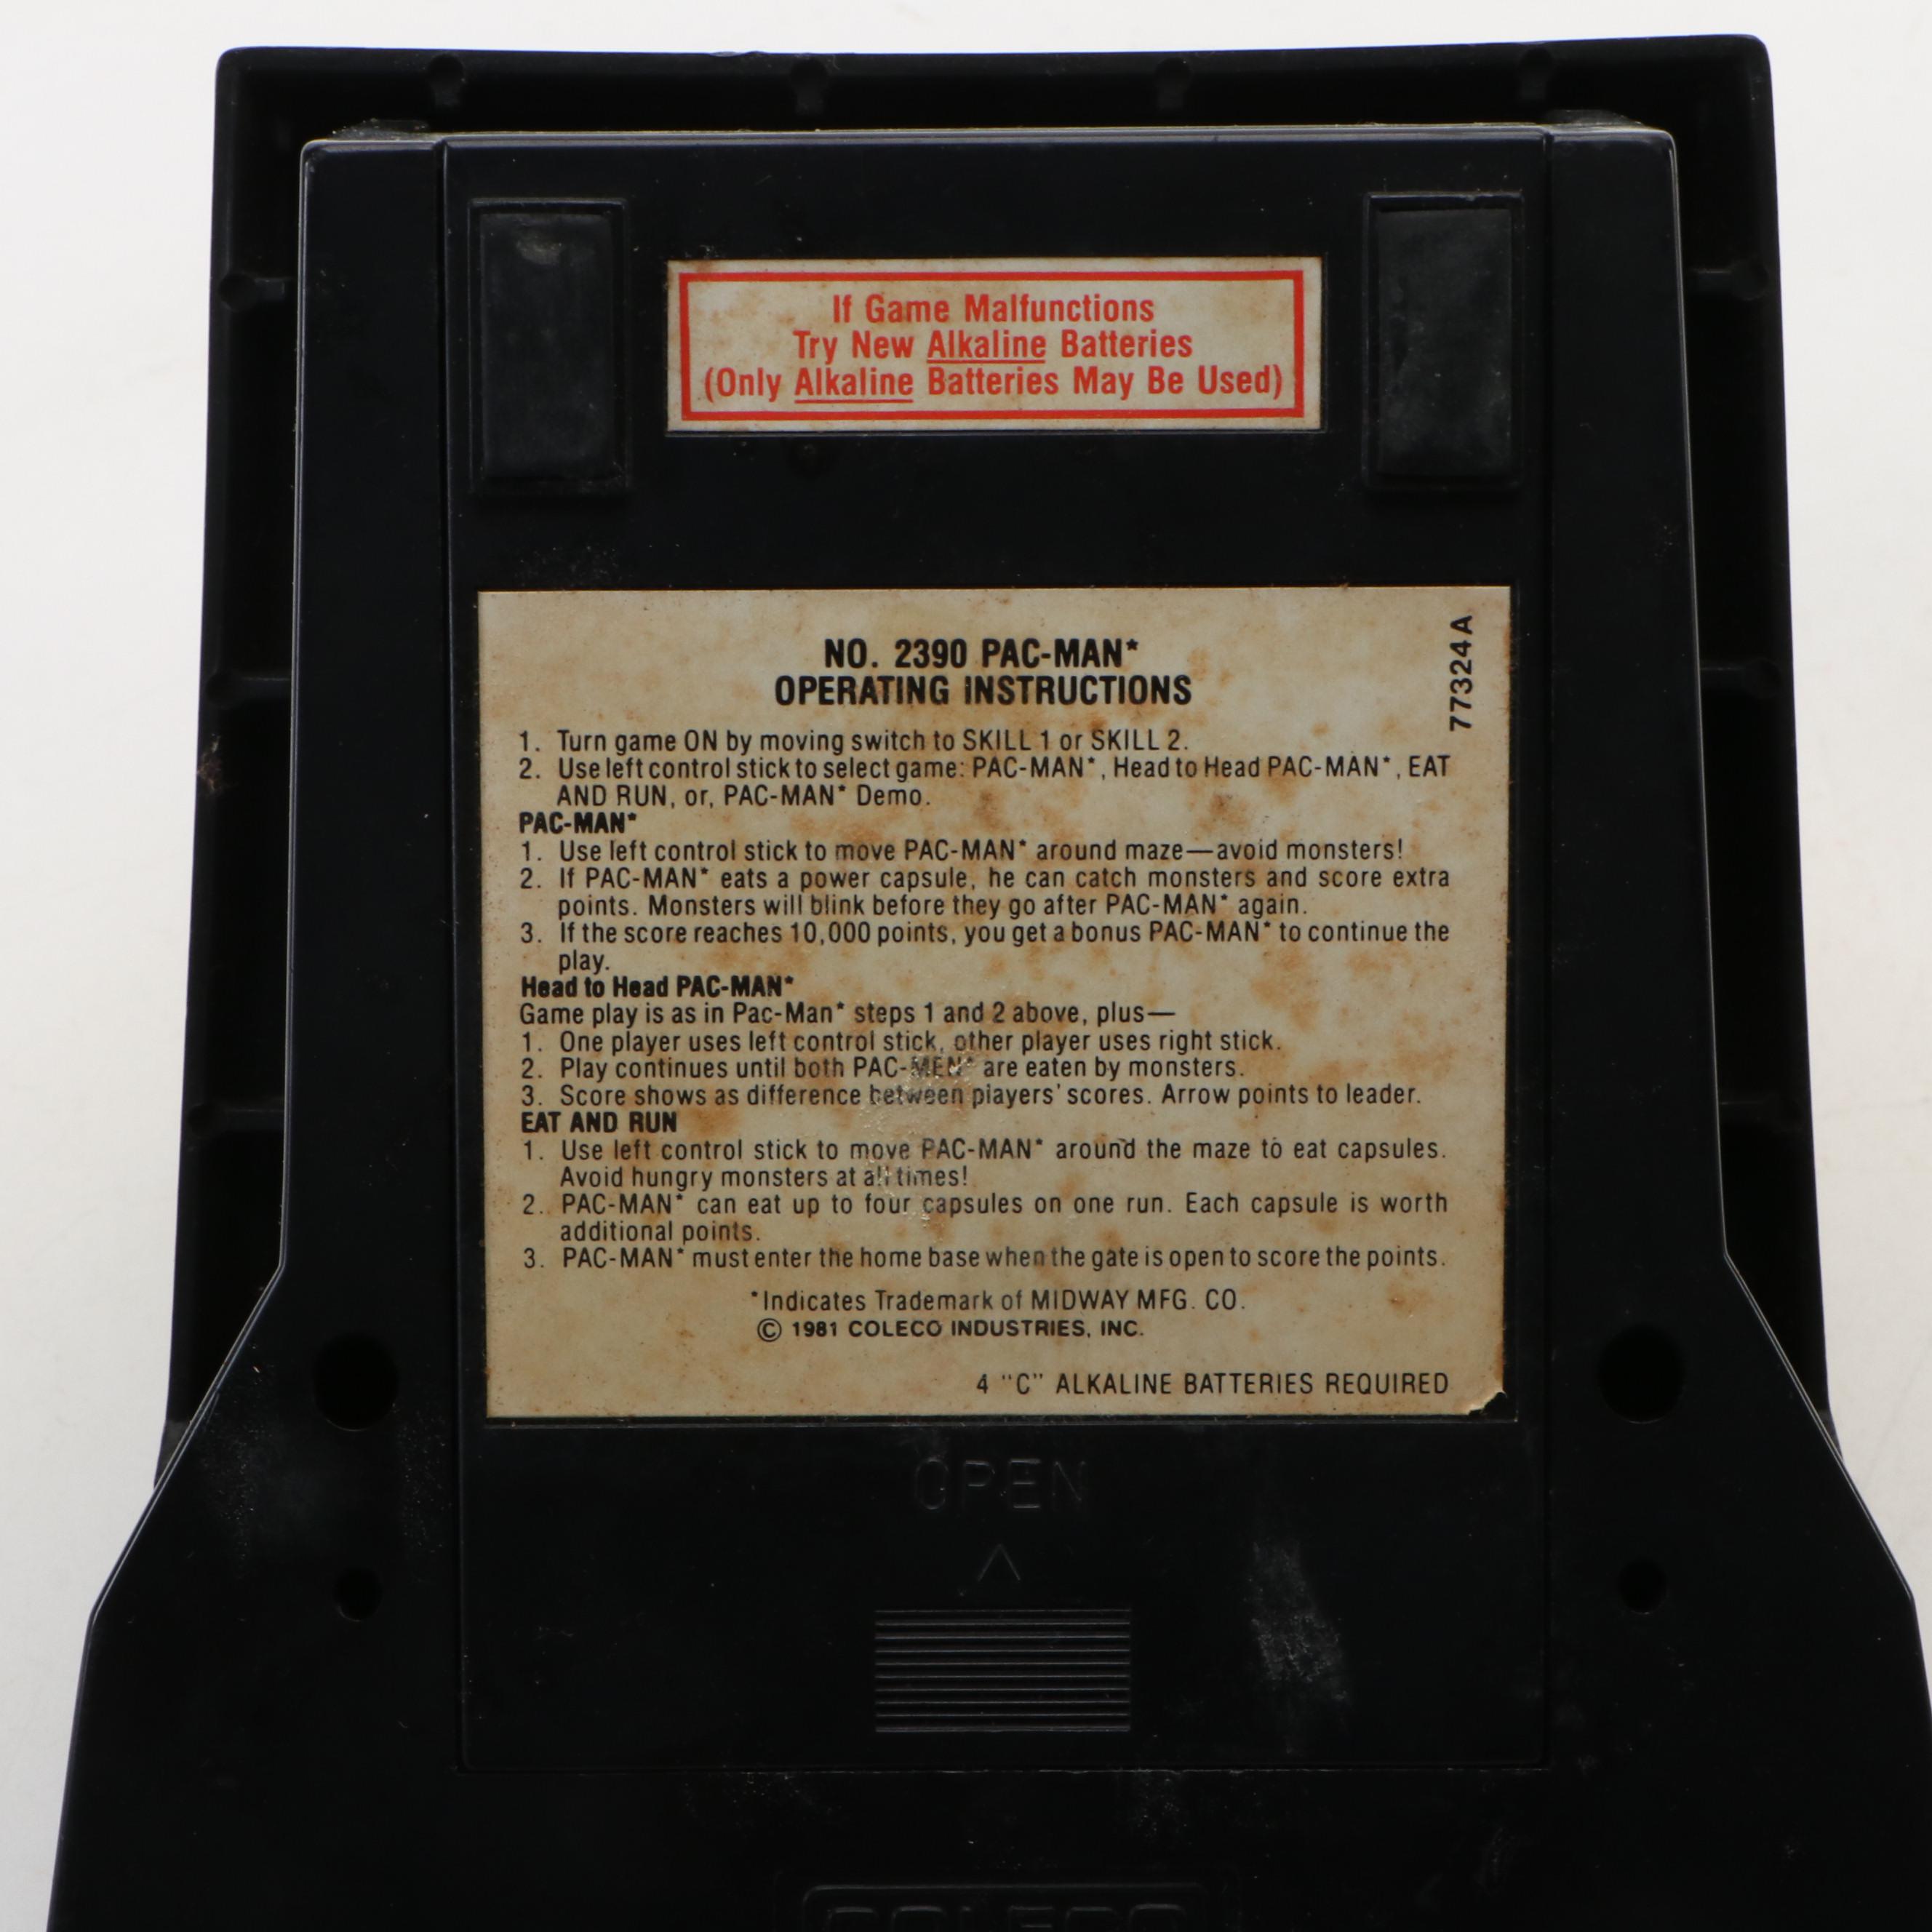 If Game Malfunctions
Try New Alkaline Batteries
(Only Alkaline Batteries May Be Used)
77324A
NO. 2390 PAC-MAN*
OPERATING INSTRUCTIONS
1. Turn game ON by moving switch to SKILL 1 or SKILL 2.
2. Use left control stick to select game: PAC-MAN*, Head to Head PAC-MAN*, EAT
AND RUN, or, PAC-MAN* Demo.
PAC-MAN*
1. Use left control stick to move PAC-MAN* around maze—avoid monsters!
2. If PAC-MAN* eats a power capsule, he can catch monsters and score extra
points. Monsters will blink before they go after PAC-MAN* again.
3. If the score reaches 10,000 points, you get a bonus PAC-MAN* to continue the
play.
Head to Head PAC-MAN*
Game play is as in Pac-Man* steps 1 and 2 above, plus—
1. One player uses left control stick, other player uses right stick.
2. Play continues until both PAC-MEN* are eaten by monsters.
3. Score shows as difference between players' scores. Arrow points to leader.
EAT AND RUN
1. Use left control stick to move PAC-MAN* around the maze to eat capsules.
Avoid hungry monsters at all times!
2. PAC-MAN* can eat up to four capsules on one run. Each capsule is worth
additional points.
3. PAC-MAN* must enter the home base when the gate is open to score the points.
*Indicates Trademark of MIDWAY MFG. CO.
© 1981 COLECO INDUSTRIES, INC.
4 "C" ALKALINE BATTERIES REQUIRED
OPEN
COLECO